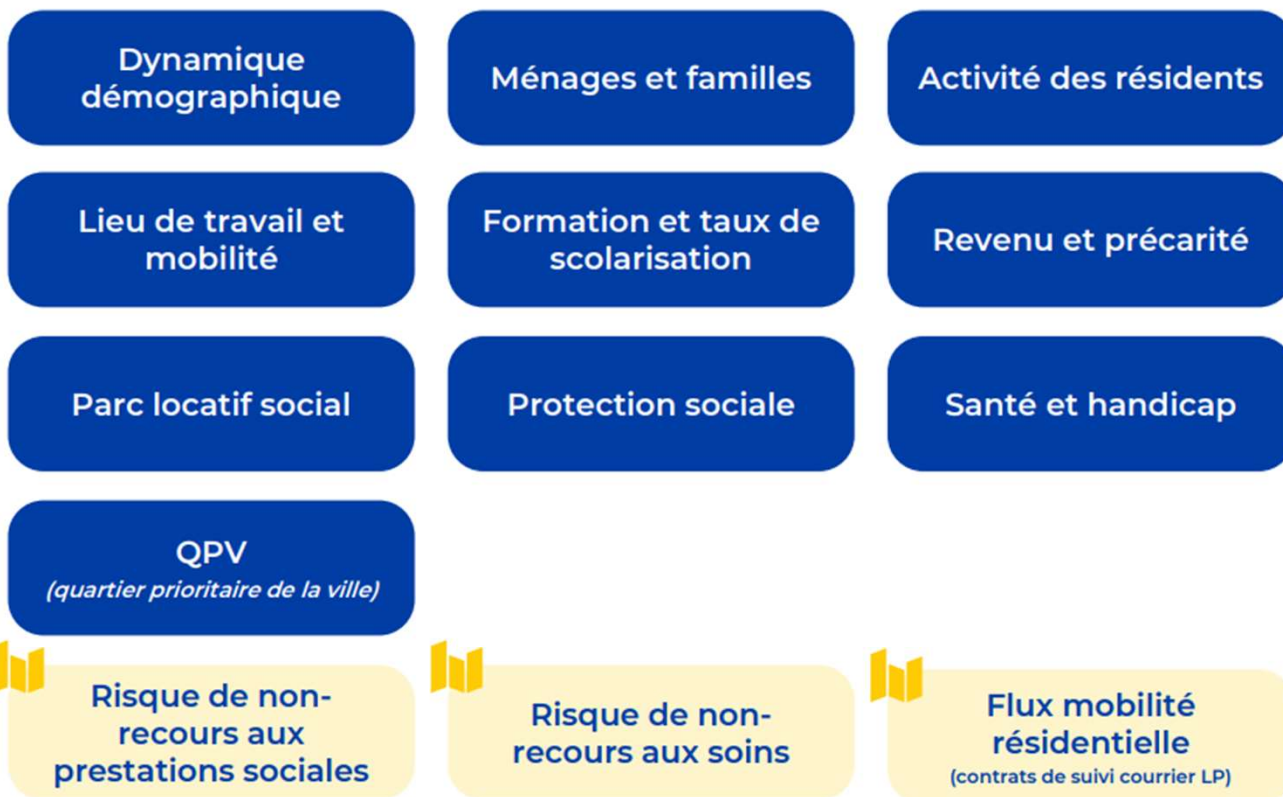 Dynamique
démographique
Ménages et familles
Activité des résidents
Lieu de travail et
mobilité
Formation et taux de
scolarisation
Revenu et précarité
Parc locatif social
Protection sociale
Santé et handicap
QPV
(quartier prioritaire de la ville)
Risque de non-
recours aux
prestations sociales
Risque de non-
recours aux soins
Flux mobilité
résidentielle
(contrats de suivi courrier LP)